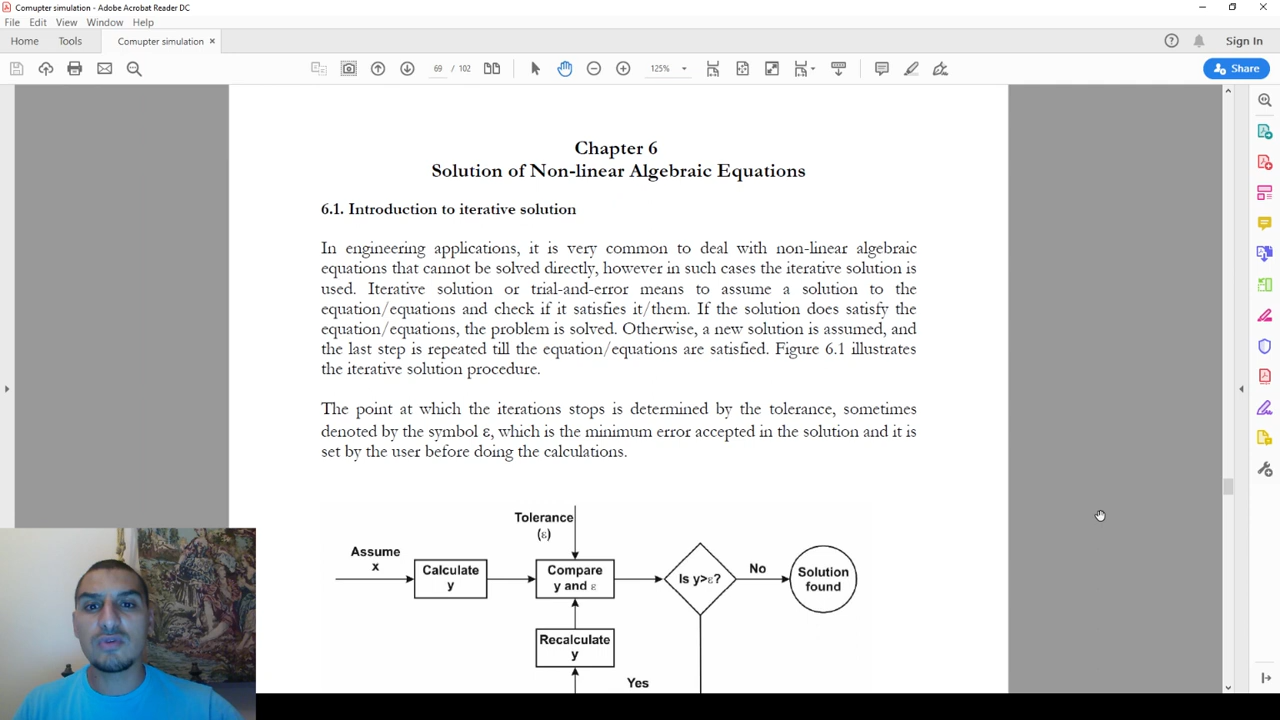 Comupter simulation - Adobe Acrobat Reader DC
File Edit View Window Help
Home Tools Comupter simulation × Sign In
69 / 102 125% Share
Chapter 6
Solution of Non-linear Algebraic Equations
6.1. Introduction to iterative solution
In engineering applications, it is very common to deal with non-linear algebraic
equations that cannot be solved directly, however in such cases the iterative solution is
used. Iterative solution or trial-and-error means to assume a solution to the
equation/equations and check if it satisfies it/them. If the solution does satisfy the
equation/equations, the problem is solved. Otherwise, a new solution is assumed, and
the last step is repeated till the equation/equations are satisfied. Figure 6.1 illustrates
the iterative solution procedure.
The point at which the iterations stops is determined by the tolerance, sometimes
denoted by the symbol ε, which is the minimum error accepted in the solution and it is
set by the user before doing the calculations.
Tolerance
(ε)
Assume
x
Calculate
y
Compare
y and ε
Is y>ε?
No
Solution
found
Recalculate
y
Yes